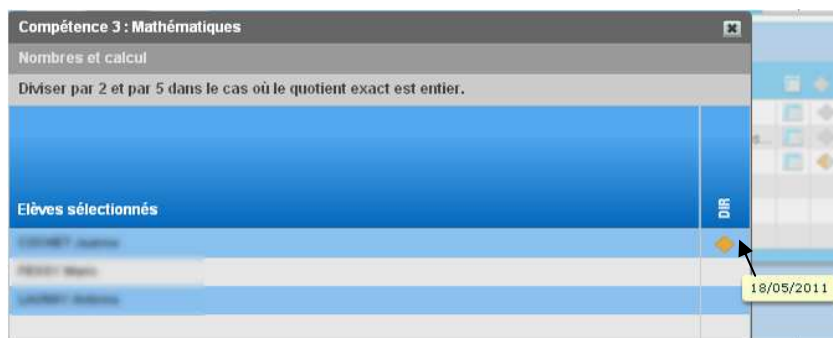 Compétence 3 : Mathématiques
Nombres et calcul
Diviser par 2 et par 5 dans le cas où le quotient exact est entier.
Elèves sélectionnés
DIR
18/05/2011